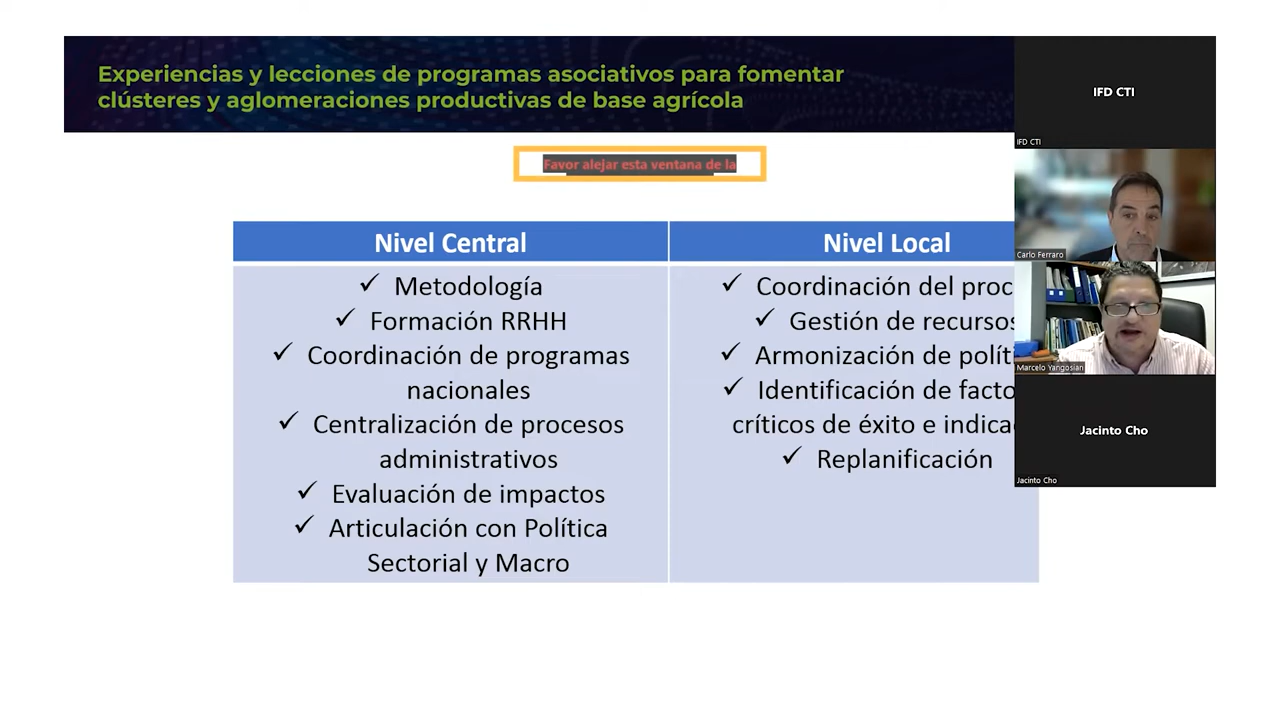 Experiencias y lecciones de programas asociativos para fomentar
clústeres y aglomeraciones productivas de base agrícola
Favor alejar esta ventana de la
Nivel Central
✓ Metodología
✓ Formación RRHH
✓ Coordinación de programas
nacionales
✓ Centralización de procesos
administrativos
✓ Evaluación de impactos
✓ Articulación con Política
Sectorial y Macro
Nivel Local
✓ Coordinación del proc
✓ Gestión de recursos
✓ Armonización de polít
✓ Identificación de facto
críticos de éxito e indica
✓ Replanificación
IFD CTI
IFD CTI
Carlo Ferraro
Marcelo Yangosian
Jacinto Cho
Jacinto Cho